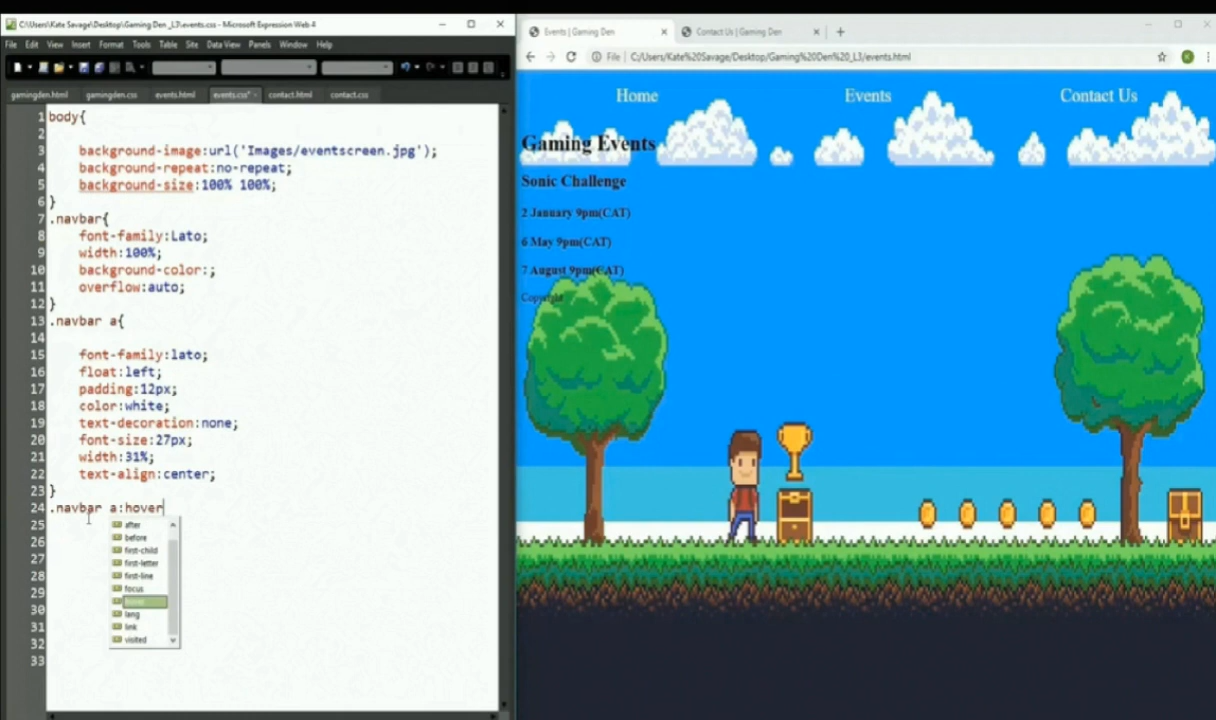 C:\Users\Kate Savage\Desktop\Gaming Den _L3\events.css - Microsoft Expression Web 4
File Edit View Insert Format Tools Table Site Data View Panels Window Help
gamingden.html gamingden.css events.html events.css* contact.html contact.css
1 body{
2
3 background-image:url('Images/eventscreen.jpg');
4 background-repeat:no-repeat;
5 background-size:100% 100%;
6 }
7 .navbar{
8 font-family:Lato;
9 width:100%;
10 background-color:;
11 overflow:auto;
12 }
13 .navbar a{
14
15 font-family:lato;
16 float:left;
17 padding:12px;
18 color:white;
19 text-decoration:none;
20 font-size:27px;
21 width:31%;
22 text-align:center;
23 }
24 .navbar a:hover
25
26
27
28
29
30
31
32
33
after
before
first-child
first-letter
first-line
focus
lang
link
visited
Events | Gaming Den
Contact Us | Gaming Den
File | C:/Users/Kate%20Savage/Desktop/Gaming%20Den%20_L3/events.html
Home Events Contact Us
Gaming Events
Sonic Challenge
2 January 9pm(CAT)
6 May 9pm(CAT)
7 August 9pm(CAT)
Copyright